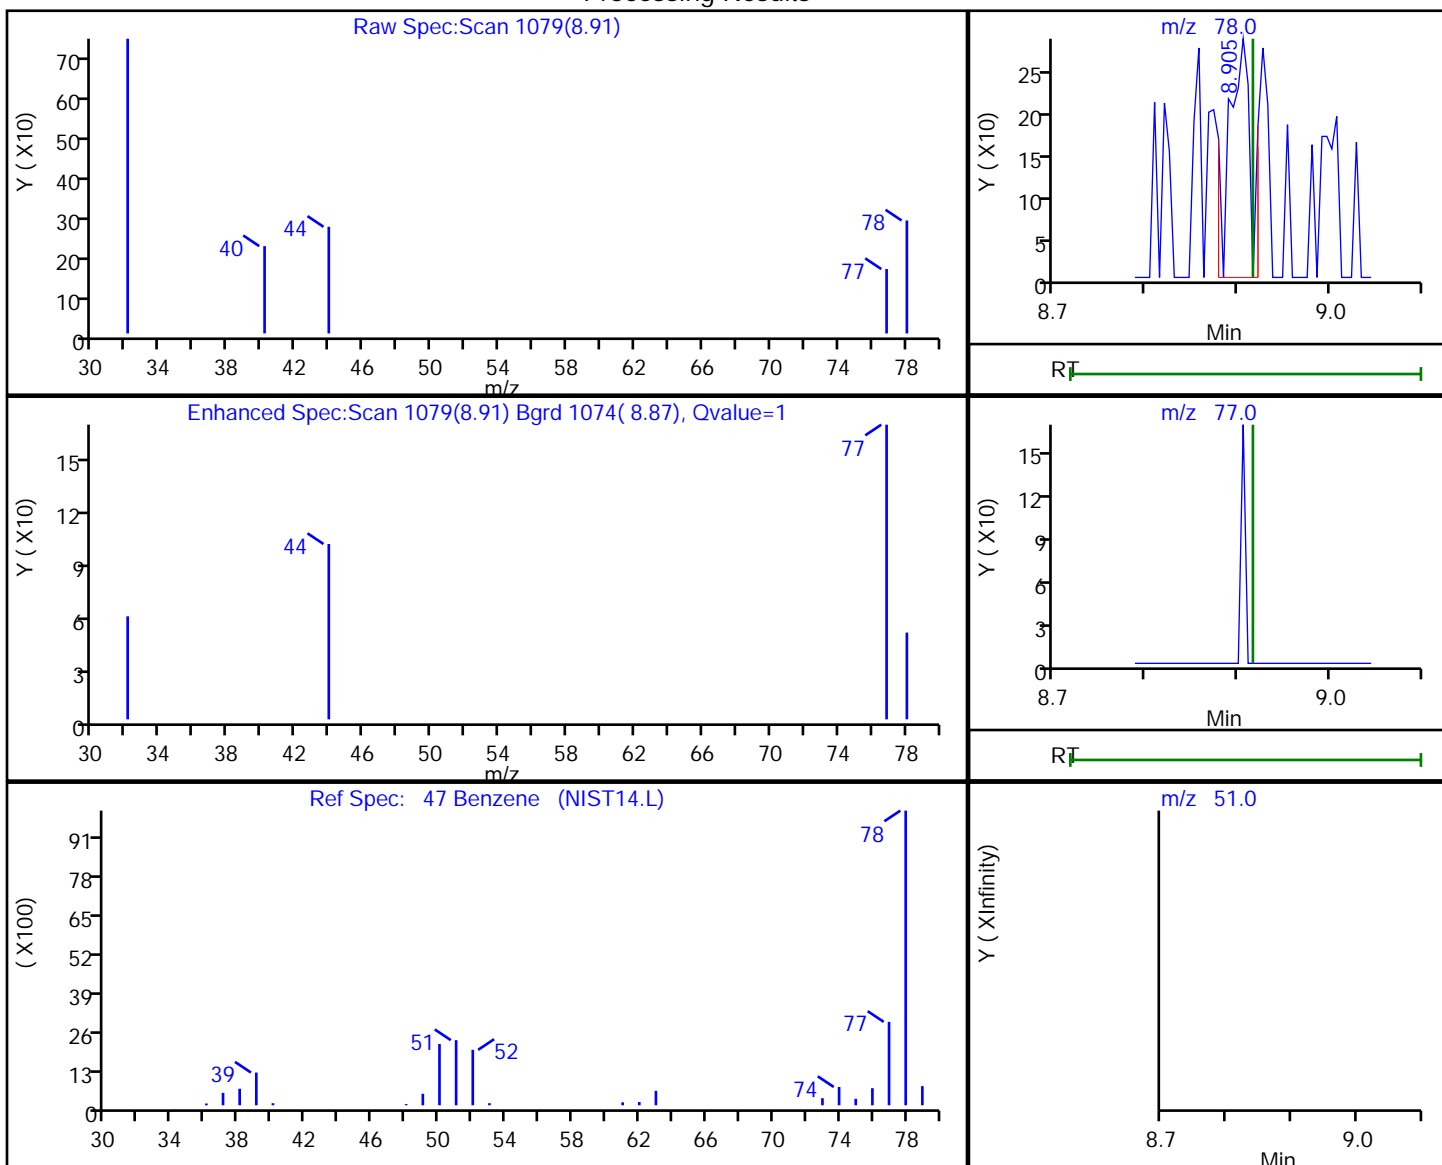 Processing Results
Raw Spec:Scan 1079(8.91)
Y ( X10)
70
60
50
40
30
20
10
0
40
44
77
78
30 34 38 42 46 50 54 58 62 66 70 74 78
m/z
m/z 78.0
Y ( X10)
25
20
15
10
5
0
8.905
8.7 9.0
Min
RT
Enhanced Spec:Scan 1079(8.91) Bgrd 1074( 8.87), Qvalue=1
Y ( X10)
15
12
9
6
3
0
44
77
30 34 38 42 46 50 54 58 62 66 70 74 78
m/z
m/z 77.0
Y ( X10)
15
12
9
6
3
0
8.7 9.0
Min
RT
Ref Spec: 47 Benzene (NIST14.L)
( X100)
91
78
65
52
39
26
13
0
39
51
52
74
77
78
30 34 38 42 46 50 54 58 62 66 70 74 78
m/z 51.0
Y ( XInfinity)
8.7 9.0
Min